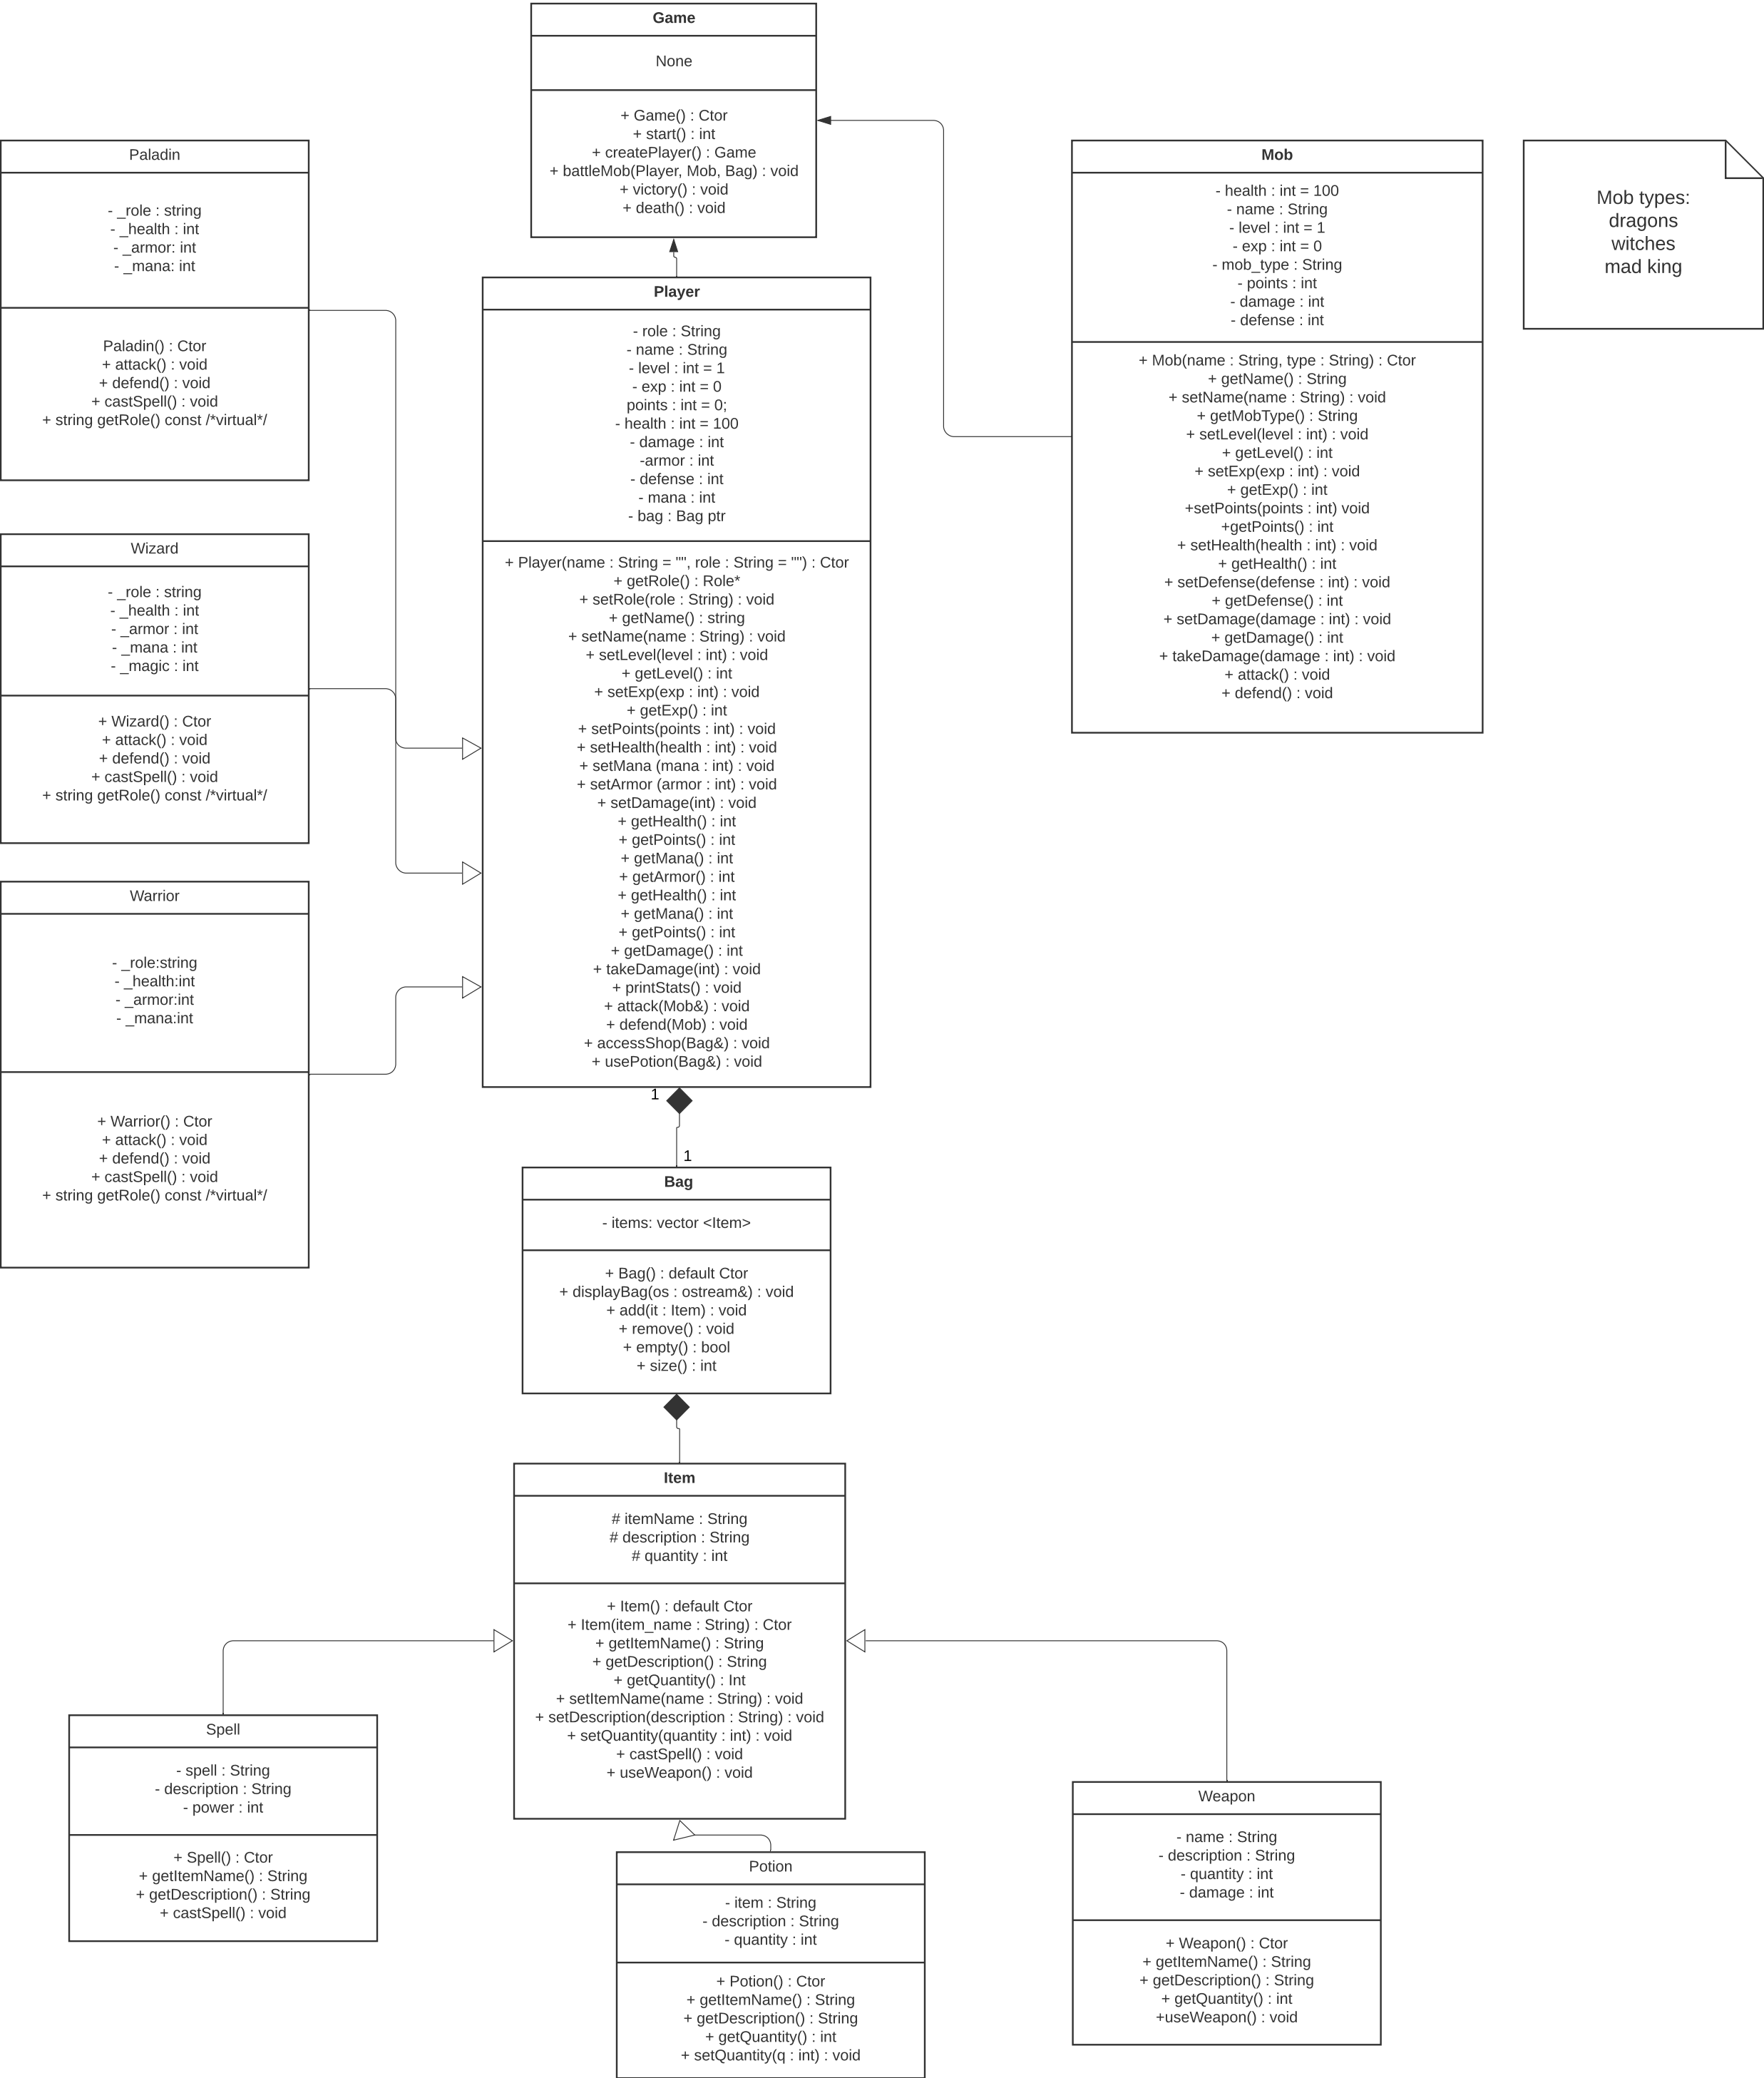 Game
None
+ Game() : Ctor
+ start() : int
+ createPlayer() : Game
+ battleMob(Player, Mob, Bag) : void
+ victory() : void
+ death() : void
Paladin
- _role : string
- _health : int
- _armor: int
- _mana: int
Paladin() : Ctor
+ attack() : void
+ defend() : void
+ castSpell() : void
+ string getRole() const /*virtual*/
Mob
- health : int = 100
- name : String
- level : int = 1
- exp : int = 0
- mob_type : String
- points : int
- damage : int
- defense : int
+ Mob(name : String, type : String) : Ctor
+ getName() : String
+ setName(name : String) : void
+ getMobType() : String
+ setLevel(level : int) : void
+ getLevel() : int
+ setExp(exp : int) : void
+ getExp() : int
+setPoints(points : int) void
+getPoints() : int
+ setHealth(health : int) : void
+ getHealth() : int
+ setDefense(defense : int) : void
+ getDefense() : int
+ setDamage(damage : int) : void
+ getDamage() : int
+ takeDamage(damage : int) : void
+ attack() : void
+ defend() : void
Mob types:
dragons
witches
mad king
Player
- role : String
- name : String
- level : int = 1
- exp : int = 0
points : int = 0;
- health : int = 100
- damage : int
-armor : int
- defense : int
- mana : int
- bag : Bag ptr
+ Player(name : String = "", role : String = "") : Ctor
+ getRole() : Role*
+ setRole(role : String) : void
+ getName() : string
+ setName(name : String) : void
+ setLevel(level : int) : void
+ getLevel() : int
+ setExp(exp : int) : void
+ getExp() : int
+ setPoints(points : int) : void
+ setHealth(health : int) : void
+ setMana (mana : int) : void
+ setArmor (armor : int) : void
+ setDamage(int) : void
+ getHealth() : int
+ getPoints() : int
+ getMana() : int
+ getArmor() : int
+ getHealth() : int
+ getMana() : int
+ getPoints() : int
+ getDamage() : int
+ takeDamage(int) : void
+ printStats() : void
+ attack(Mob&) : void
+ defend(Mob) : void
+ accessShop(Bag&) : void
+ usePotion(Bag&) : void
Wizard
- _role : string
- _health : int
- _armor : int
- _mana : int
- _magic : int
+ Wizard() : Ctor
+ attack() : void
+ defend() : void
+ castSpell() : void
+ string getRole() const /*virtual*/
Warrior
- _role:string
- _health:int
- _armor:int
- _mana:int
+ Warrior() : Ctor
+ attack() : void
+ defend() : void
+ castSpell() : void
+ string getRole() const /*virtual*/
1
1
Bag
- items: vector <Item>
+ Bag() : default Ctor
+ displayBag(os : ostream&) : void
+ add(it : Item) : void
+ remove() : void
+ empty() : bool
+ size() : int
Item
# itemName : String
# description : String
# quantity : int
+ Item() : default Ctor
+ Item(item_name : String) : Ctor
+ getItemName() : String
+ getDescription() : String
+ getQuantity() : Int
+ setItemName(name : String) : void
+ setDescription(description : String) : void
+ setQuantity(quantity : int) : void
+ castSpell() : void
+ useWeapon() : void
Spell
- spell : String
- description : String
- power : int
+ Spell() : Ctor
+ getItemName() : String
+ getDescription() : String
+ castSpell() : void
Potion
- item : String
- description : String
- quantity : int
+ Potion() : Ctor
+ getItemName() : String
+ getDescription() : String
+ getQuantity() : int
+ setQuantity(q : int) : void
Weapon
- name : String
- description : String
- quantity : int
- damage : int
+ Weapon() : Ctor
+ getItemName() : String
+ getDescription() : String
+ getQuantity() : int
+useWeapon() : void